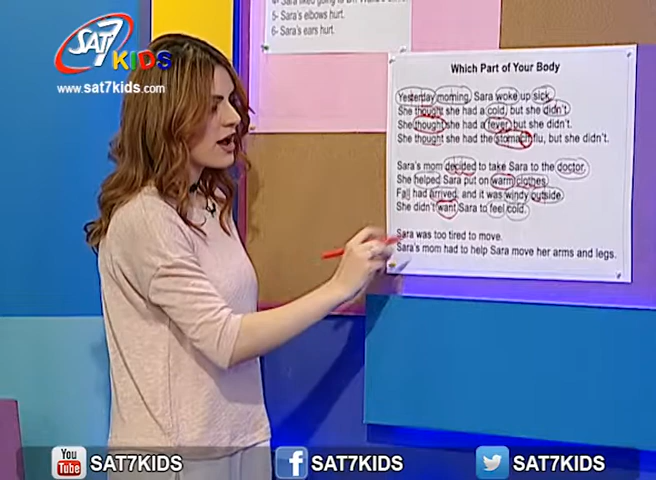 4- Sara liked going to Dr. Waltz's office.
5- Sara's elbows hurt.
6- Sara's ears hurt.
SAT7
KIDS
www.sat7kids.com
Which Part of Your Body
Yesterday morning, Sara woke up sick.
She thought she had a cold, but she didn't.
She thought she had a fever, but she didn't.
She thought she had the stomach flu, but she didn't.
Sara's mom decided to take Sara to the doctor.
She helped Sara put on warm clothes.
Fall had arrived, and it was windy outside.
She didn't want Sara to feel cold.
Sara was too tired to move.
Sara's mom had to help Sara move her arms and legs.
You Tube SAT7KIDS
f SAT7KIDS
SAT7KIDS